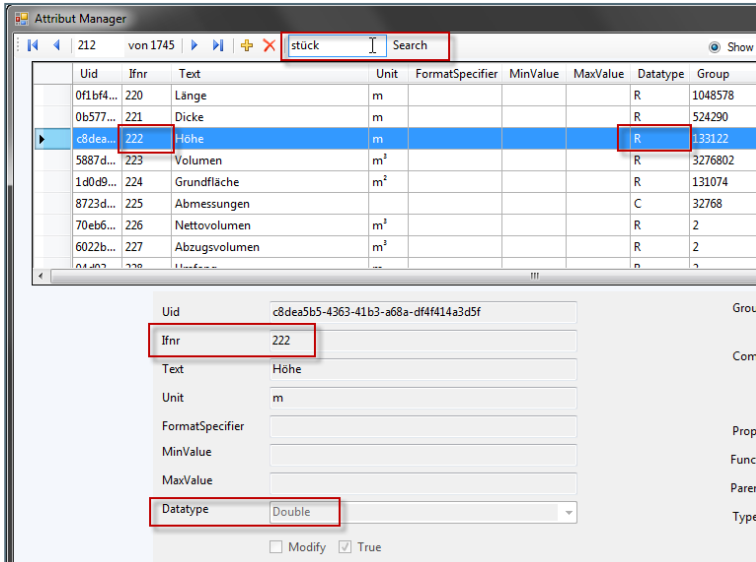 Attribut Manager
212 von 1745 stück Search Show
Uid Ifnr Text Unit FormatSpecifier MinValue MaxValue Datatype Group
0f1bf4... 220 Länge m R 1048578
0b577... 221 Dicke m R 524290
c8dea... 222 Höhe m R 133122
5887d... 223 Volumen m³ R 3276802
1d0d9... 224 Grundfläche m² R 131074
8723d... 225 Abmessungen C 32768
70eb6... 226 Nettovolumen m³ R 2
6022b... 227 Abzugsvolumen m³ R 2
Uid c8dea5b5-4363-41b3-a68a-df4f414a3d5f Grou
Ifnr 222
Text Höhe Com
Unit m
FormatSpecifier Prop
MinValue Func
MaxValue Parer
Datatype Double Type
Modify True